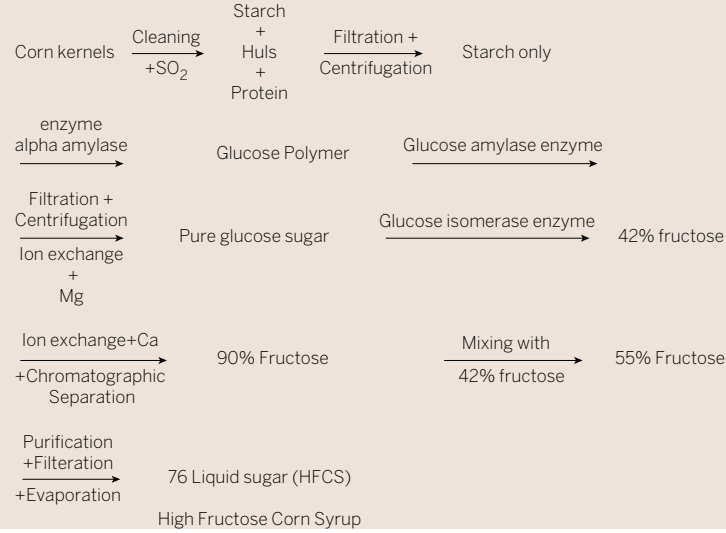 Corn kernels
Cleaning
+SO2
Starch
+
Huls
+
Protein
Filtration +
Centrifugation
Starch only
enzyme
alpha amylase
Glucose Polymer
Glucose amylase enzyme
Filtration +
Centrifugation
Ion exchange
+
Mg
Pure glucose sugar
Glucose isomerase enzyme
42% fructose
Ion exchange+Ca
+Chromatographic
Separation
90% Fructose
Mixing with
42% fructose
55% Fructose
Purification
+Filteration
+Evaporation
76 Liquid sugar (HFCS)
High Fructose Corn Syrup